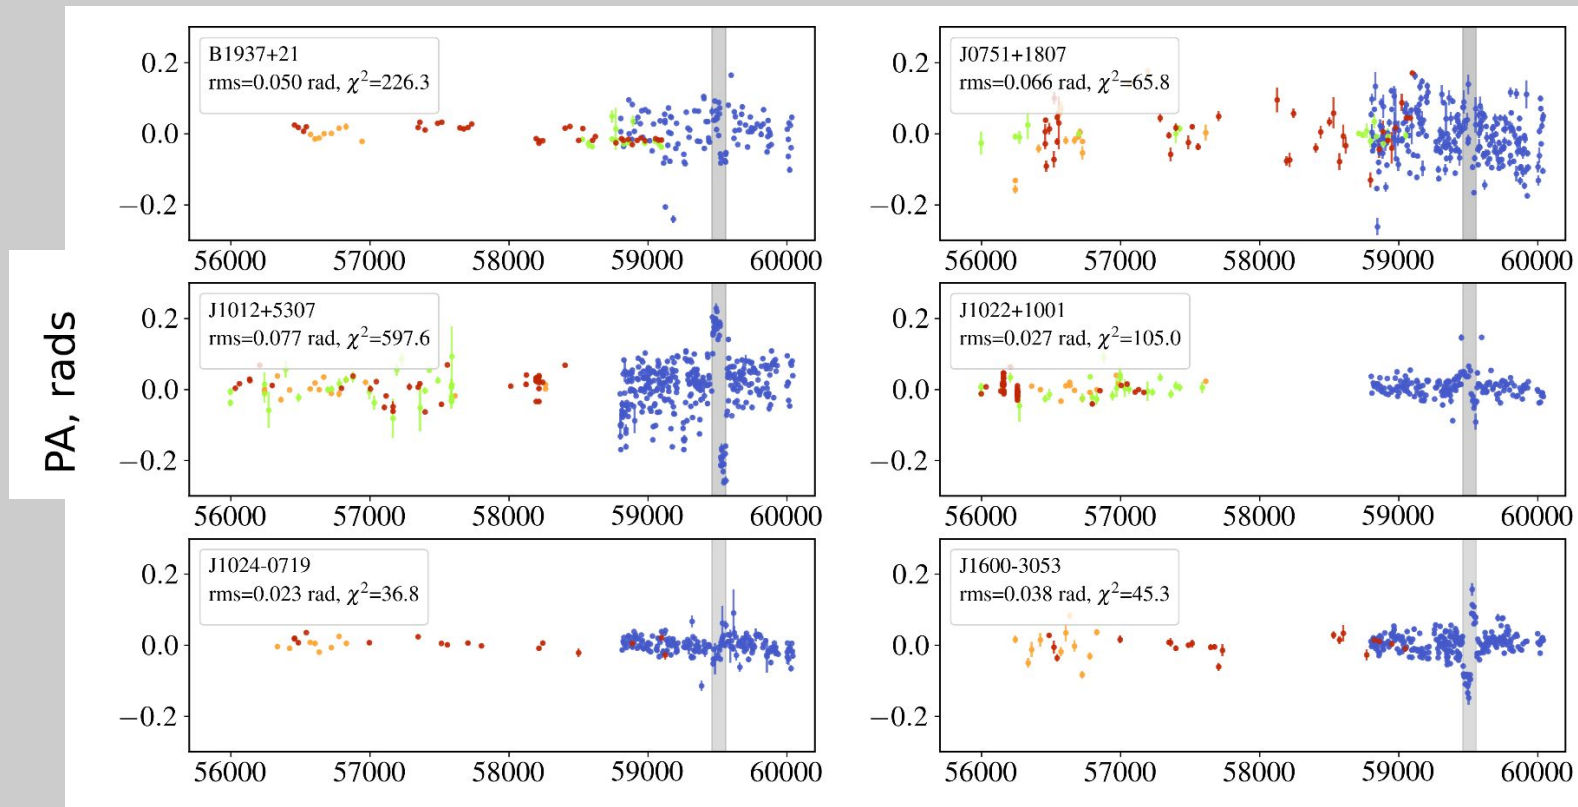 PA, rads
B1937+21
rms=0.050 rad, χ²=226.3
0.2
0.0
−0.2
56000 57000 58000 59000 60000
J0751+1807
rms=0.066 rad, χ²=65.8
0.2
0.0
−0.2
56000 57000 58000 59000 60000
J1012+5307
rms=0.077 rad, χ²=597.6
0.2
0.0
−0.2
56000 57000 58000 59000 60000
J1022+1001
rms=0.027 rad, χ²=105.0
0.2
0.0
−0.2
56000 57000 58000 59000 60000
J1024-0719
rms=0.023 rad, χ²=36.8
0.2
0.0
−0.2
56000 57000 58000 59000 60000
J1600-3053
rms=0.038 rad, χ²=45.3
0.2
0.0
−0.2
56000 57000 58000 59000 60000